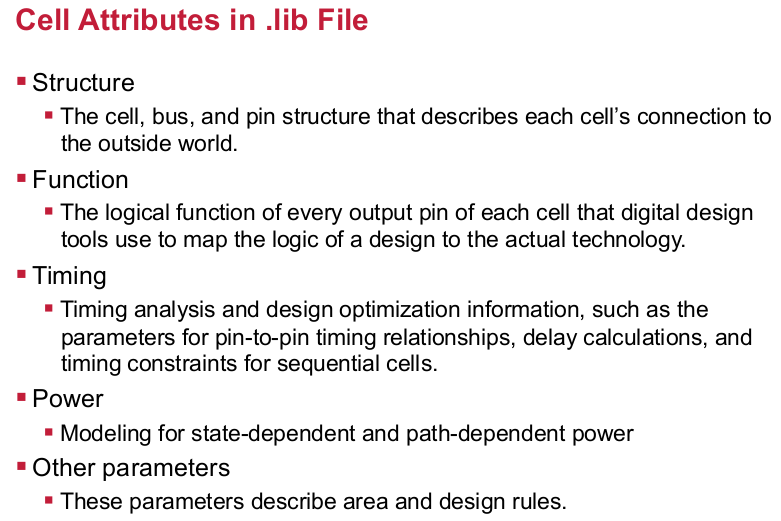 Cell Attributes in .lib File
▪ Structure
▪ The cell, bus, and pin structure that describes each cell’s connection to
the outside world.
▪ Function
▪ The logical function of every output pin of each cell that digital design
tools use to map the logic of a design to the actual technology.
▪ Timing
▪ Timing analysis and design optimization information, such as the
parameters for pin-to-pin timing relationships, delay calculations, and
timing constraints for sequential cells.
▪ Power
▪ Modeling for state-dependent and path-dependent power
▪ Other parameters
▪ These parameters describe area and design rules.